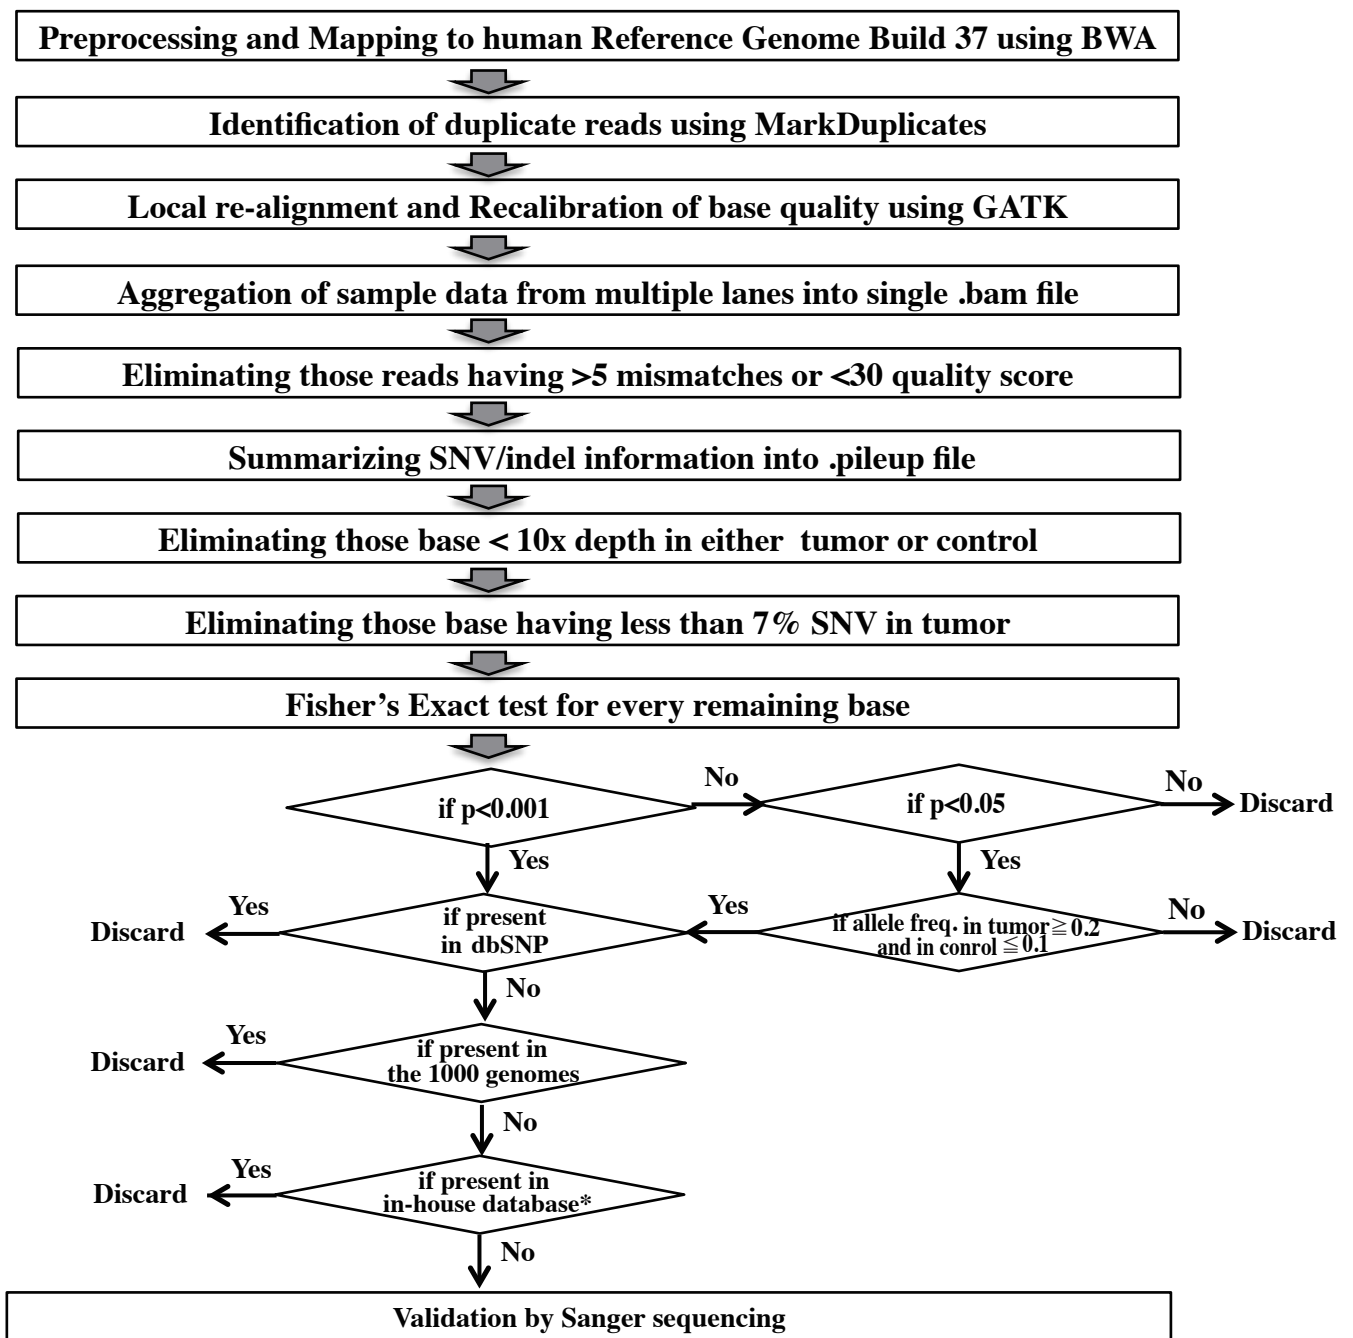 Preprocessing and Mapping to human Reference Genome Build 37 using BWA
Identification of duplicate reads using MarkDuplicates
Local re-alignment and Recalibration of base quality using GATK
Aggregation of sample data from multiple lanes into single .bam file
Eliminating those reads having >5 mismatches or <30 quality score
Summarizing SNV/indel information into .pileup file
Eliminating those base < 10x depth in either tumor or control
Eliminating those base having less than 7% SNV in tumor
Fisher’s Exact test for every remaining base
if p<0.001
No
if p<0.05
No
Discard
Yes
Yes
Discard
Yes
if present
in dbSNP
Yes
if allele freq. in tumor≧0.2
and in conrol ≦0.1
No
Discard
No
Discard
Yes
if present in
the 1000 genomes
No
Discard
Yes
if present in
in-house database*
No
Validation by Sanger sequencing